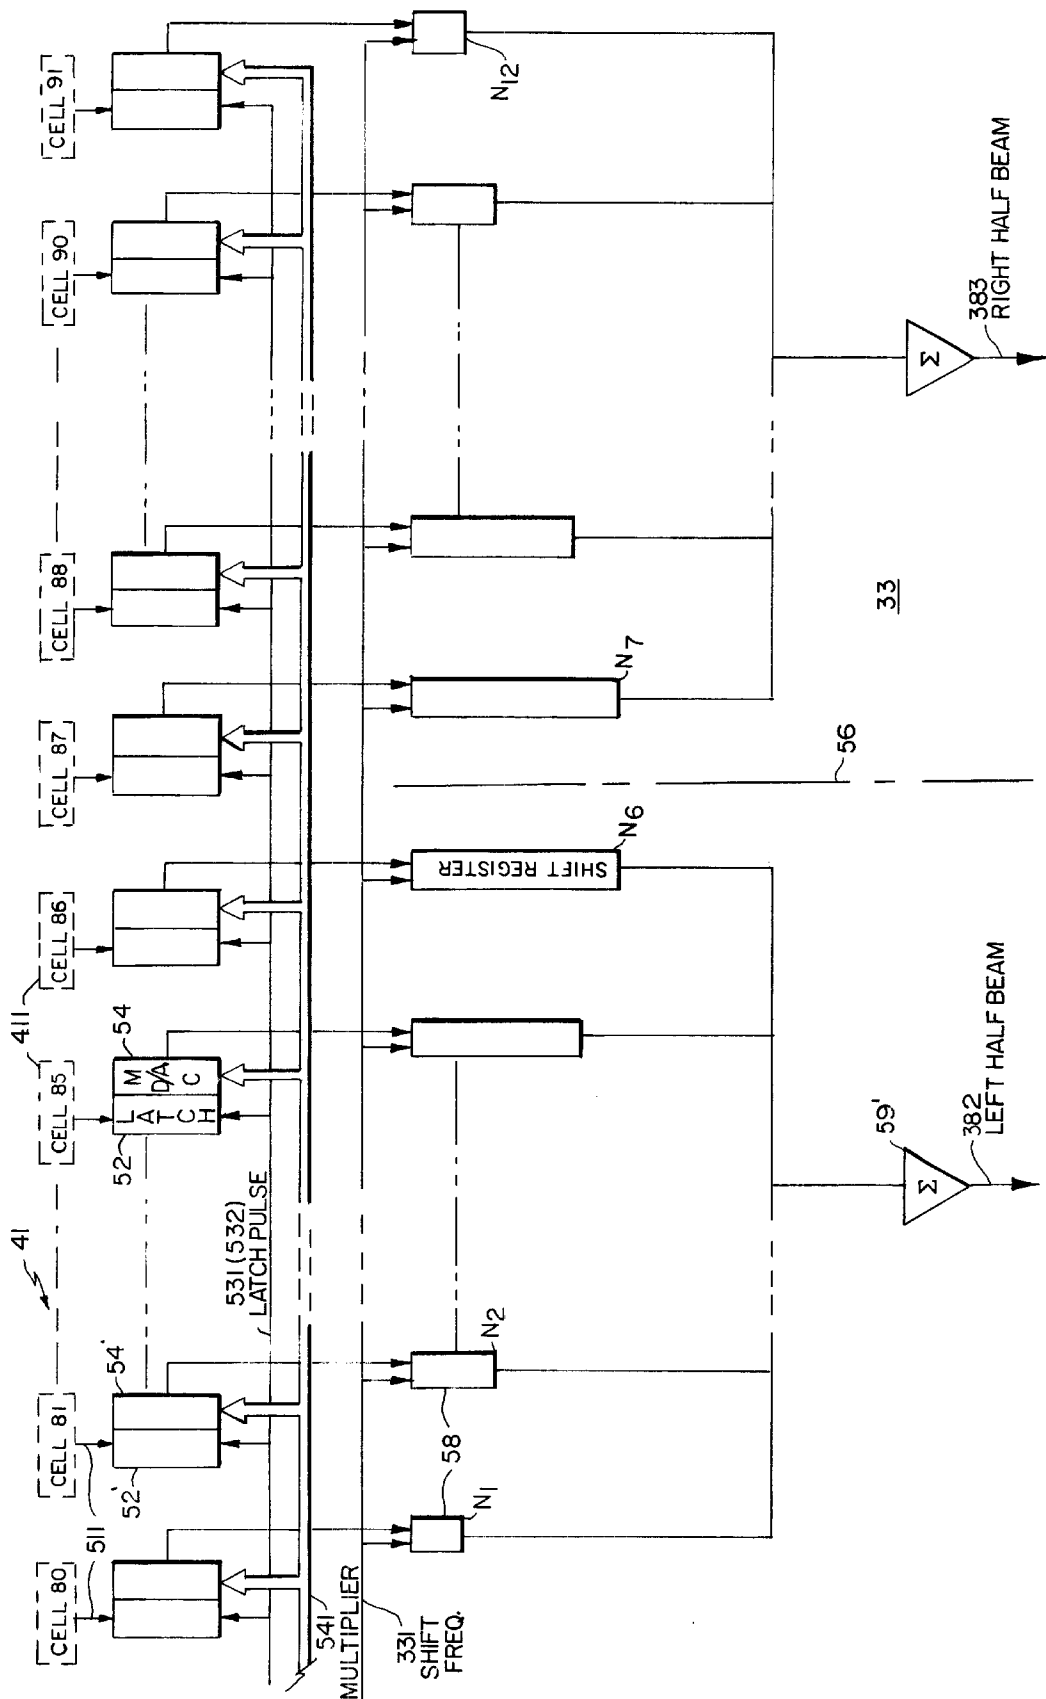 CELL 80
CELL 81
CELL 85
CELL 86
CELL 87
CELL 88
CELL 90
CELL 91
41
411
511
52'
54'
52
54
LATCH
M
D/A
C
531 (532)
LATCH PULSE
541
MULTIPLIER
331
SHIFT
FREQ.
58
N1
N2
SHIFT REGISTER
N6
N7
N12
56
33
59'
Σ
Σ
382
LEFT HALF BEAM
383
RIGHT HALF BEAM